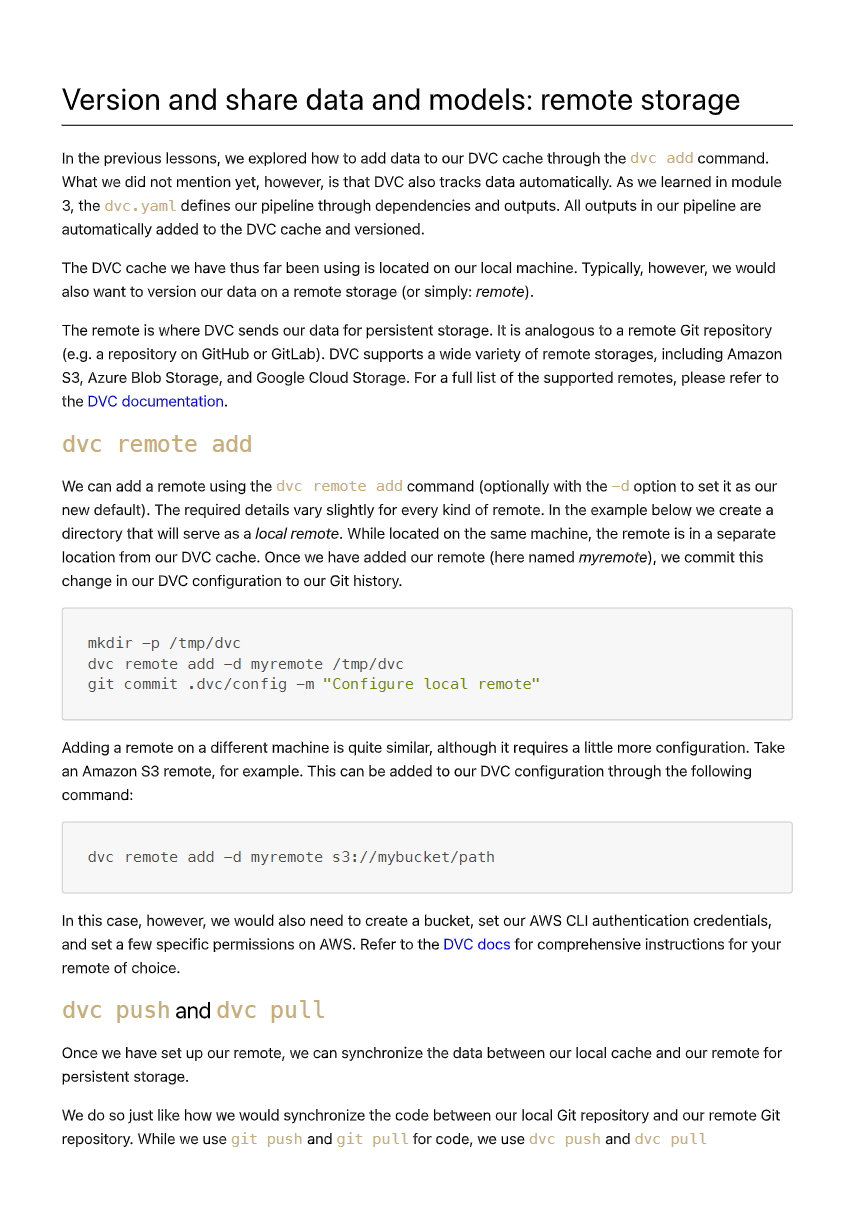 Version and share data and models: remote storage
In the previous lessons, we explored how to add data to our DVC cache through the dvc add command.
What we did not mention yet, however, is that DVC also tracks data automatically. As we learned in module
3, the dvc.yaml defines our pipeline through dependencies and outputs. All outputs in our pipeline are
automatically added to the DVC cache and versioned.
The DVC cache we have thus far been using is located on our local machine. Typically, however, we would
also want to version our data on a remote storage (or simply: remote).
The remote is where DVC sends our data for persistent storage. It is analogous to a remote Git repository
(e.g. a repository on GitHub or GitLab). DVC supports a wide variety of remote storages, including Amazon
S3, Azure Blob Storage, and Google Cloud Storage. For a full list of the supported remotes, please refer to
the DVC documentation.
dvc remote add
We can add a remote using the dvc remote add command (optionally with the -d option to set it as our
new default). The required details vary slightly for every kind of remote. In the example below we create a
directory that will serve as a local remote. While located on the same machine, the remote is in a separate
location from our DVC cache. Once we have added our remote (here named myremote), we commit this
change in our DVC configuration to our Git history.
mkdir -p /tmp/dvc
dvc remote add -d myremote /tmp/dvc
git commit .dvc/config -m "Configure local remote"
Adding a remote on a different machine is quite similar, although it requires a little more configuration. Take
an Amazon S3 remote, for example. This can be added to our DVC configuration through the following
command:
dvc remote add -d myremote s3://mybucket/path
In this case, however, we would also need to create a bucket, set our AWS CLI authentication credentials,
and set a few specific permissions on AWS. Refer to the DVC docs for comprehensive instructions for your
remote of choice.
dvc push and dvc pull
Once we have set up our remote, we can synchronize the data between our local cache and our remote for
persistent storage.
We do so just like how we would synchronize the code between our local Git repository and our remote Git
repository. While we use git push and git pull for code, we use dvc push and dvc pull